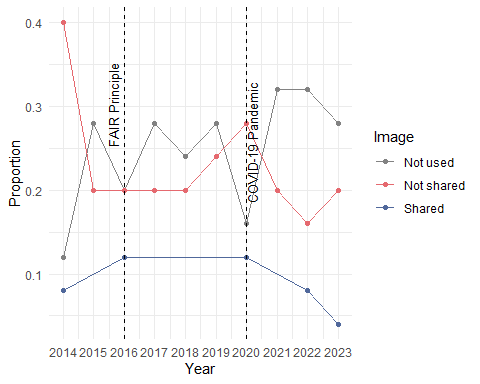 0.4
0.3
0.2
0.1
Proportion
FAIR Principle
COVID-19 Pandemic
2014 2015 2016 2017 2018 2019 2020 2021 2022 2023
Year
Image
Not used
Not shared
Shared